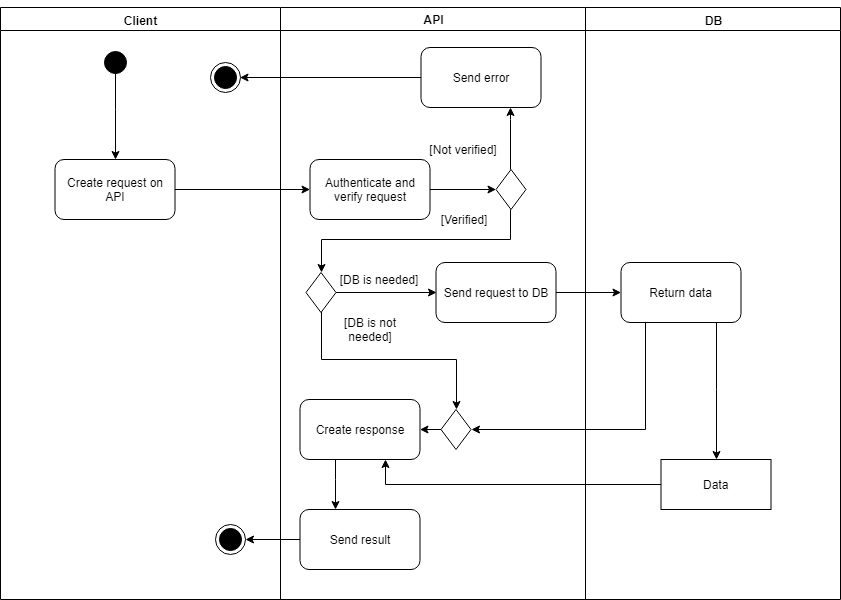 Client
API
DB
Send error
[Not verified]
Create request on
API
Authenticate and
verify request
[Verified]
[DB is needed]
Send request to DB
Return data
[DB is not
needed]
Create response
Data
Send result